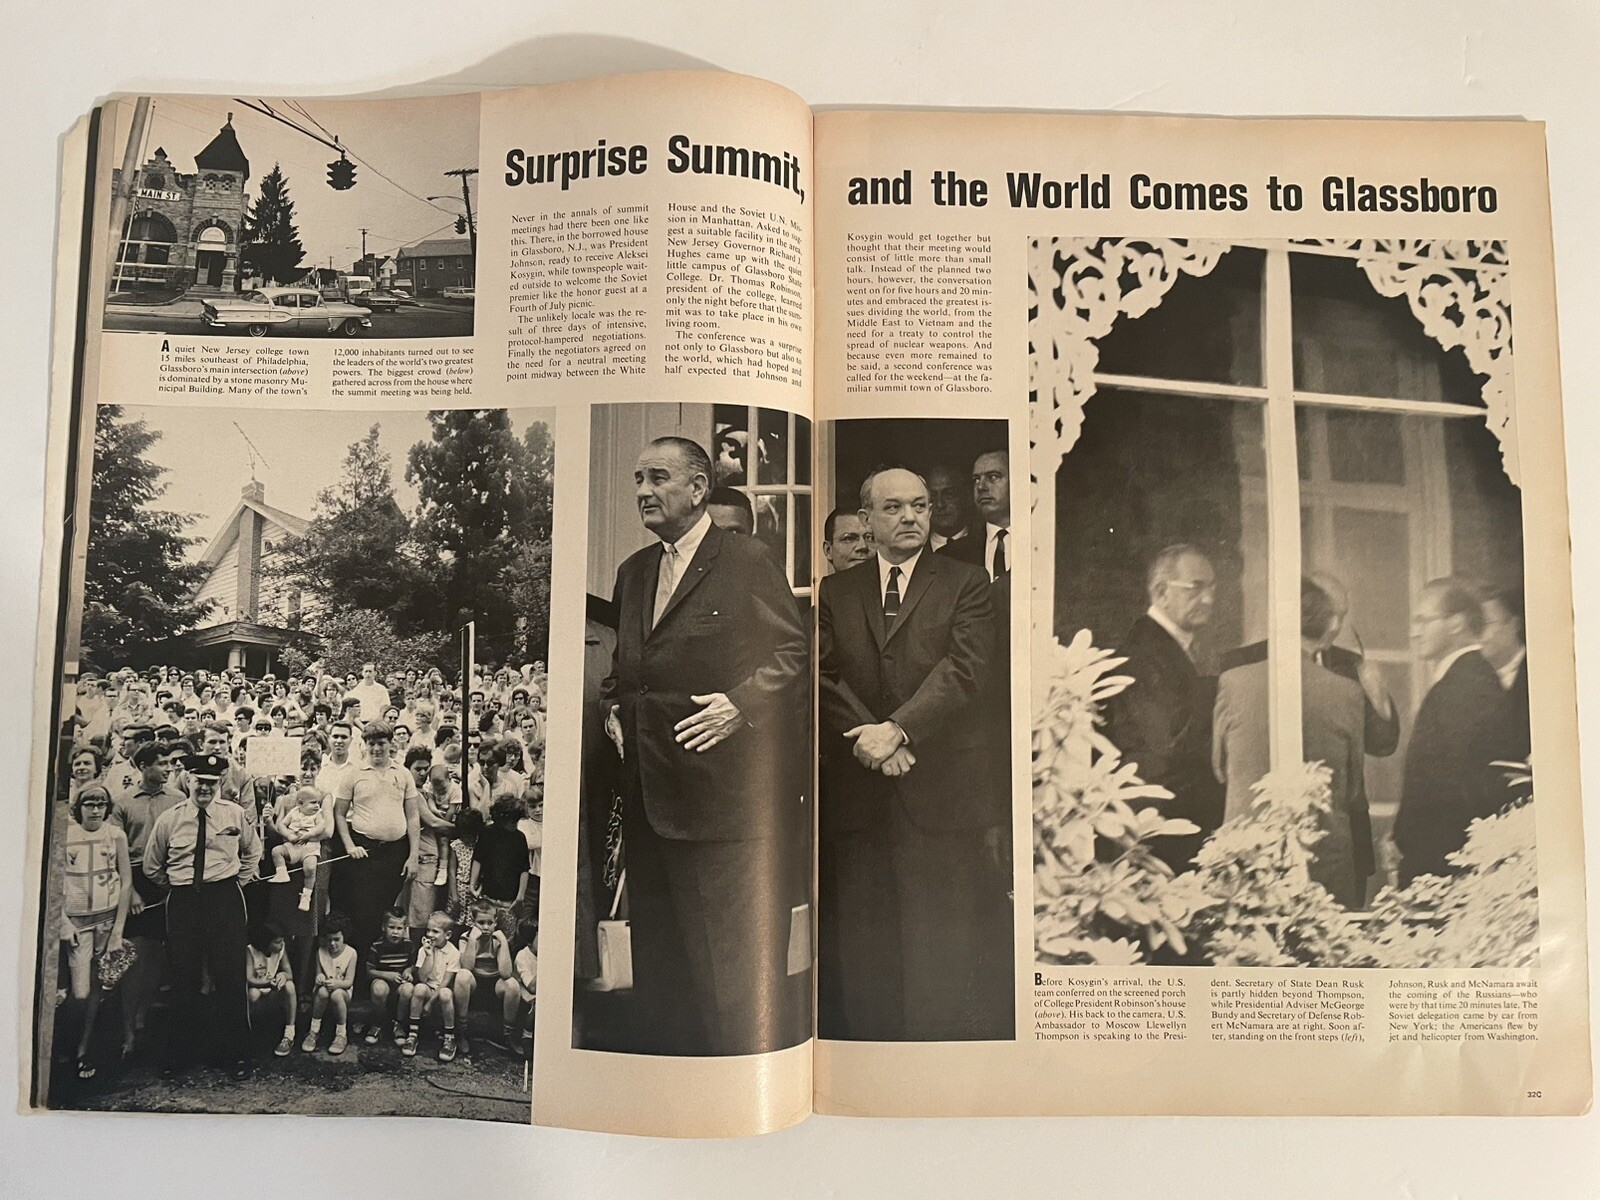 MAIN ST.
Surprise Summit,
and the World Comes to Glassboro
Never in the annals of summit
meetings had there been one like
this. There, in the borrowed house
in Glassboro, N.J., was President
Johnson, ready to receive Aleksei
Kosygin, while townspeople wait-
ed outside to welcome the Soviet
premier like the honor guest at a
Fourth of July picnic.
The unlikely locale was the re-
sult of three days of intensive,
protocol-hampered negotiations.
Finally the negotiators agreed on
the need for a neutral meeting
point midway between the White
House and the Soviet U.N. Mis-
sion in Manhattan. Asked to sug-
gest a suitable facility in the area,
New Jersey Governor Richard J.
Hughes came up with the quiet
little campus of Glassboro State
College. Dr. Thomas Robinson,
president of the college, learned
only the night before that the sum-
mit was to take place in his own
living room.
The conference was a surprise
not only to Glassboro but also to
the world, which had hoped and
half expected that Johnson and
Kosygin would get together but
thought that their meeting would
consist of little more than small
talk. Instead of the planned two
hours, however, the conversation
went on for five hours and 20 min-
utes and embraced the greatest is-
sues dividing the world, from the
Middle East to Vietnam and the
need for a treaty to control the
spread of nuclear weapons. And
because even more remained to
be said, a second conference was
called for the weekend—at the fa-
miliar summit town of Glassboro.
A quiet New Jersey college town
15 miles southeast of Philadelphia,
Glassboro's main intersection (above)
is dominated by a stone masonry Mu-
nicipal Building. Many of the town's
12,000 inhabitants turned out to see
the leaders of the world's two greatest
powers. The biggest crowd (below)
gathered across from the house where
the summit meeting was being held.
Before Kosygin's arrival, the U.S.
team conferred on the screened porch
of College President Robinson's house
(above). His back to the camera, U.S.
Ambassador to Moscow Llewellyn
Thompson is speaking to the Presi-
dent. Secretary of State Dean Rusk
is partly hidden beyond Thompson,
while Presidential Adviser McGeorge
Bundy and Secretary of Defense Rob-
ert McNamara are at right. Soon af-
ter, standing on the front steps (left),
Johnson, Rusk and McNamara await
the coming of the Russians—who
were by that time 20 minutes late. The
Soviet delegation came by car from
New York; the Americans flew by
jet and helicopter from Washington.
32C